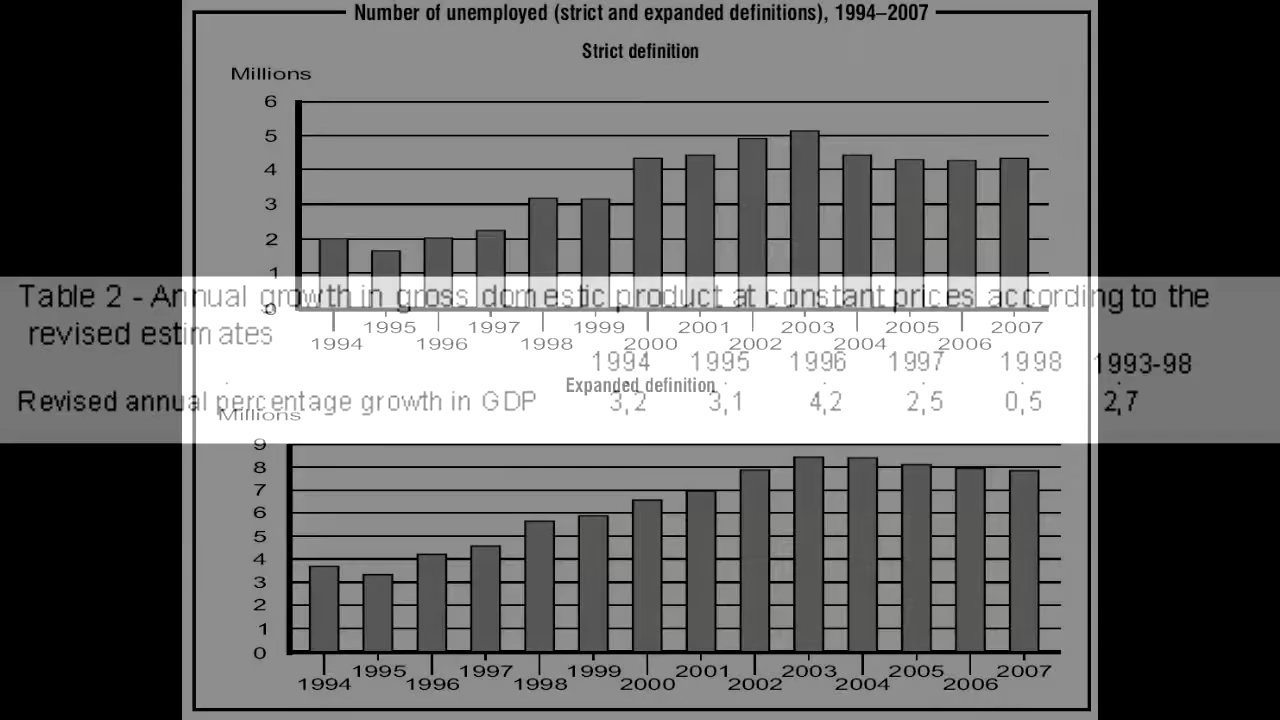 Number of unemployed (strict and expanded definitions), 1994–2007
Strict definition
Millions
6
5
4
3
2
1
0
1995 1997 1999 2001 2003 2005 2007
1994 1996 1998 2000 2002 2004 2006
Table 2 - Annual growth in gross domestic product at constant prices according to the
revised estimates
1994 1995 1996 1997 1998 1993-98
Revised annual percentage growth in GDP 3,2 3,1 4,2 2,5 0,5 2,7
Expanded definition
Millions
9
8
7
6
5
4
3
2
1
0
1995 1997 1999 2001 2003 2005 2007
1994 1996 1998 2000 2002 2004 2006